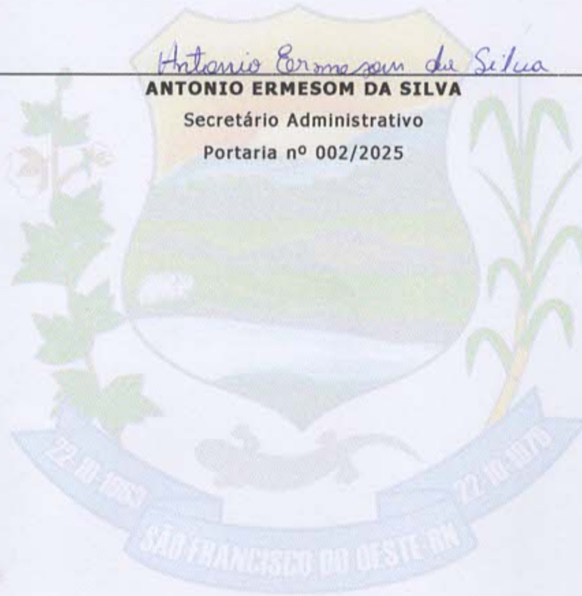 Antonio Ermesom da Silva
ANTONIO ERMESOM DA SILVA
Secretário Administrativo
Portaria nº 002/2025
22-10-1963
22-10-1070
SÃO FRANCISCO DO OESTE-RN